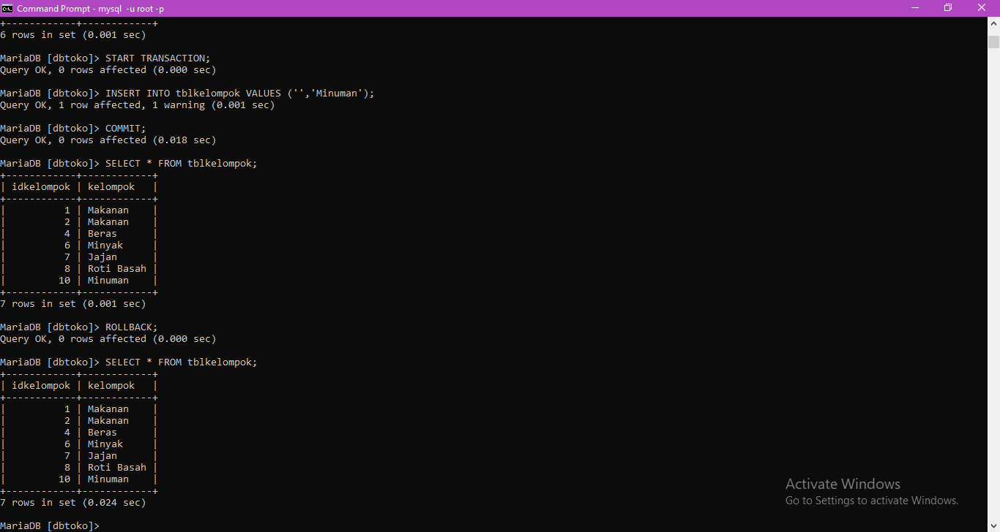 Command Prompt - mysql -u root -p
+------------+------------+
6 rows in set (0.001 sec)
MariaDB [dbtoko]> START TRANSACTION;
Query OK, 0 rows affected (0.000 sec)
MariaDB [dbtoko]> INSERT INTO tblkelompok VALUES ('','Minuman');
Query OK, 1 row affected, 1 warning (0.001 sec)
MariaDB [dbtoko]> COMMIT;
Query OK, 0 rows affected (0.018 sec)
MariaDB [dbtoko]> SELECT * FROM tblkelompok;
+------------+------------+
| idkelompok | kelompok   |
+------------+------------+
|          1 | Makanan    |
|          2 | Makanan    |
|          4 | Beras      |
|          6 | Minyak     |
|          7 | Jajan      |
|          8 | Roti Basah |
|         10 | Minuman    |
+------------+------------+
7 rows in set (0.001 sec)
MariaDB [dbtoko]> ROLLBACK;
Query OK, 0 rows affected (0.000 sec)
MariaDB [dbtoko]> SELECT * FROM tblkelompok;
+------------+------------+
| idkelompok | kelompok   |
+------------+------------+
|          1 | Makanan    |
|          2 | Makanan    |
|          4 | Beras      |
|          6 | Minyak     |
|          7 | Jajan      |
|          8 | Roti Basah |
|         10 | Minuman    |
+------------+------------+
7 rows in set (0.024 sec)
MariaDB [dbtoko]>
Activate Windows
Go to Settings to activate Windows.